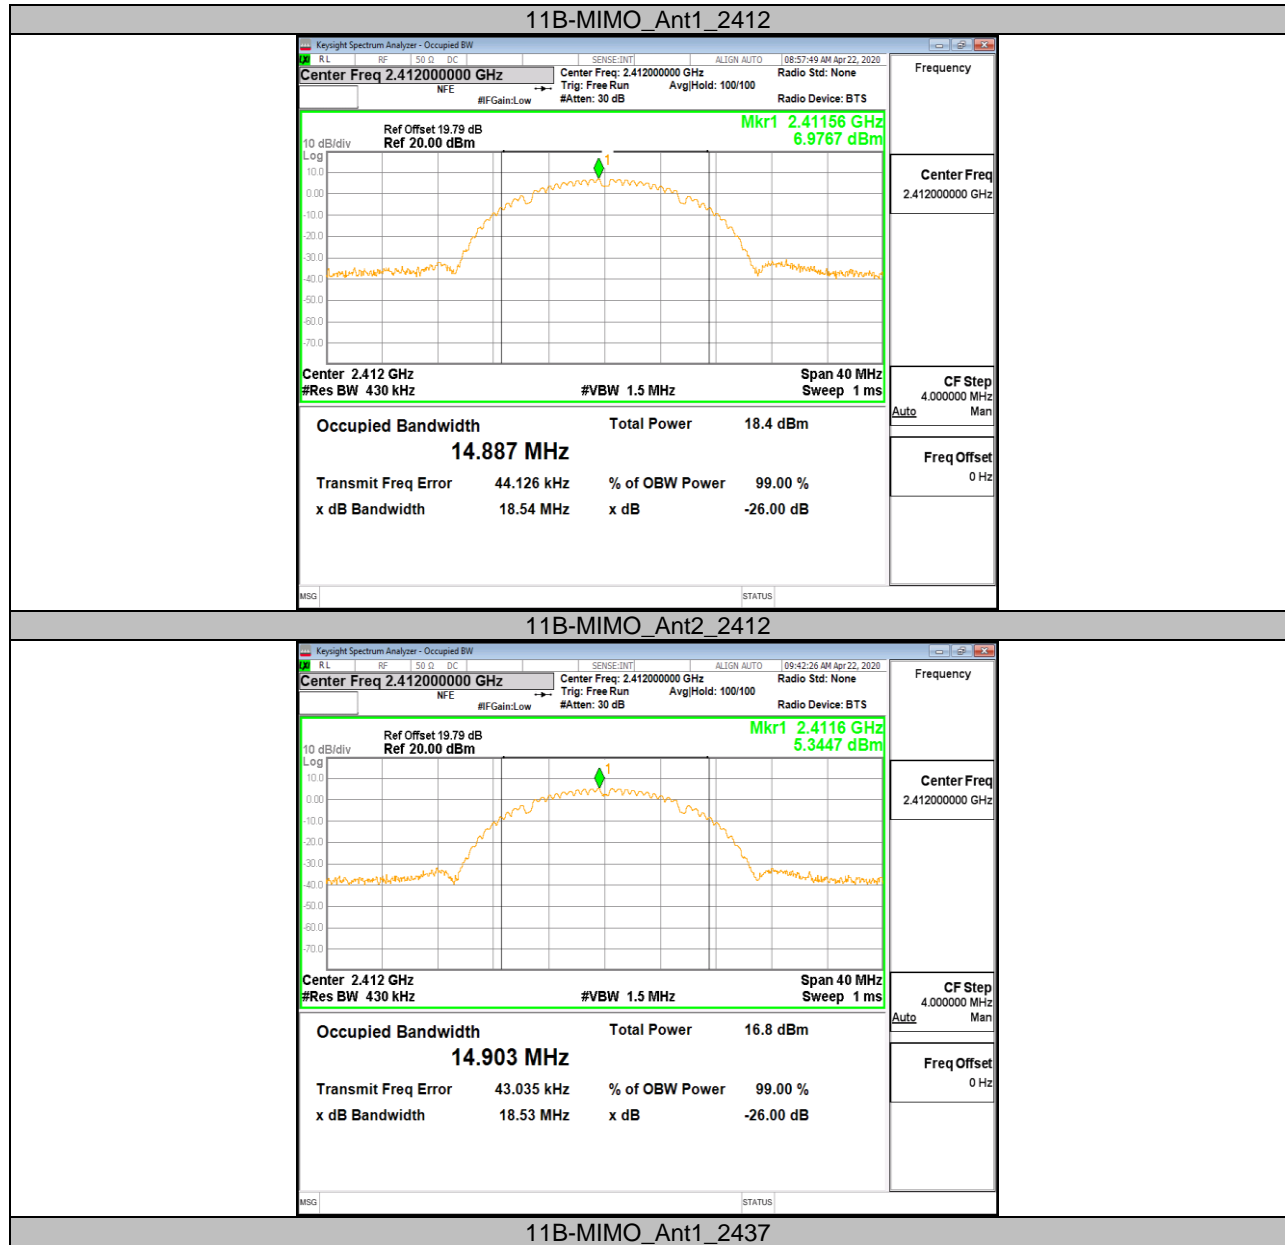 11B-MIMO_Ant1_2412
Keysight Spectrum Analyzer - Occupied BW
RL RF 50 Ω DC SENSE:INT ALIGN AUTO 08:57:49 AM Apr 22, 2020
Center Freq 2.412000000 GHz
Center Freq: 2.412000000 GHz
Radio Std: None
NFE
Trig: Free Run
Avg|Hold: 100/100
#IFGain:Low
#Atten: 30 dB
Radio Device: BTS
Frequency
Mkr1 2.41156 GHz
6.9767 dBm
Ref Offset 19.79 dB
10 dB/div Ref 20.00 dBm
Log
1
10.0
0.00
-10.0
-20.0
-30.0
-40.0
-50.0
-60.0
-70.0
Center Freq
2.412000000 GHz
Center 2.412 GHz
Span 40 MHz
#Res BW 430 kHz
#VBW 1.5 MHz
Sweep 1 ms
CF Step
4.000000 MHz
Auto Man
Occupied Bandwidth
Total Power 18.4 dBm
14.887 MHz
Transmit Freq Error 44.126 kHz % of OBW Power 99.00 %
x dB Bandwidth 18.54 MHz x dB -26.00 dB
Freq Offset
0 Hz
MSG STATUS
11B-MIMO_Ant2_2412
Keysight Spectrum Analyzer - Occupied BW
RL RF 50 Ω DC SENSE:INT ALIGN AUTO 09:42:26 AM Apr 22, 2020
Center Freq 2.412000000 GHz
Center Freq: 2.412000000 GHz
Radio Std: None
NFE
Trig: Free Run
Avg|Hold: 100/100
#IFGain:Low
#Atten: 30 dB
Radio Device: BTS
Frequency
Mkr1 2.4116 GHz
5.3447 dBm
Ref Offset 19.79 dB
10 dB/div Ref 20.00 dBm
Log
1
10.0
0.00
-10.0
-20.0
-30.0
-40.0
-50.0
-60.0
-70.0
Center Freq
2.412000000 GHz
Center 2.412 GHz
Span 40 MHz
#Res BW 430 kHz
#VBW 1.5 MHz
Sweep 1 ms
CF Step
4.000000 MHz
Auto Man
Occupied Bandwidth
Total Power 16.8 dBm
14.903 MHz
Transmit Freq Error 43.035 kHz % of OBW Power 99.00 %
x dB Bandwidth 18.53 MHz x dB -26.00 dB
Freq Offset
0 Hz
MSG STATUS
11B-MIMO_Ant1_2437